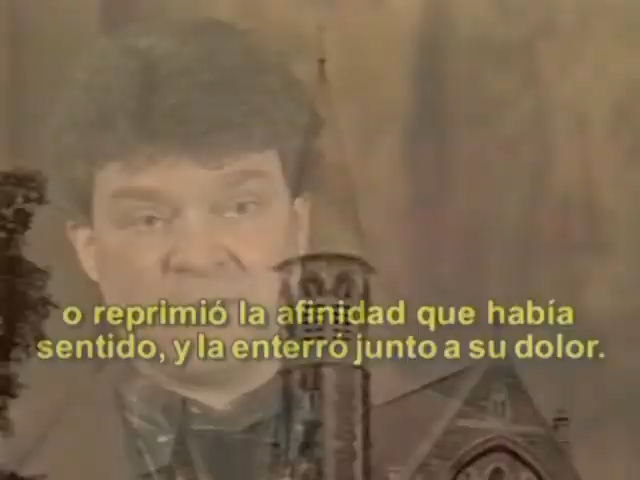 o reprimió la afinidad que había
sentido, y la enterró junto a su dolor.